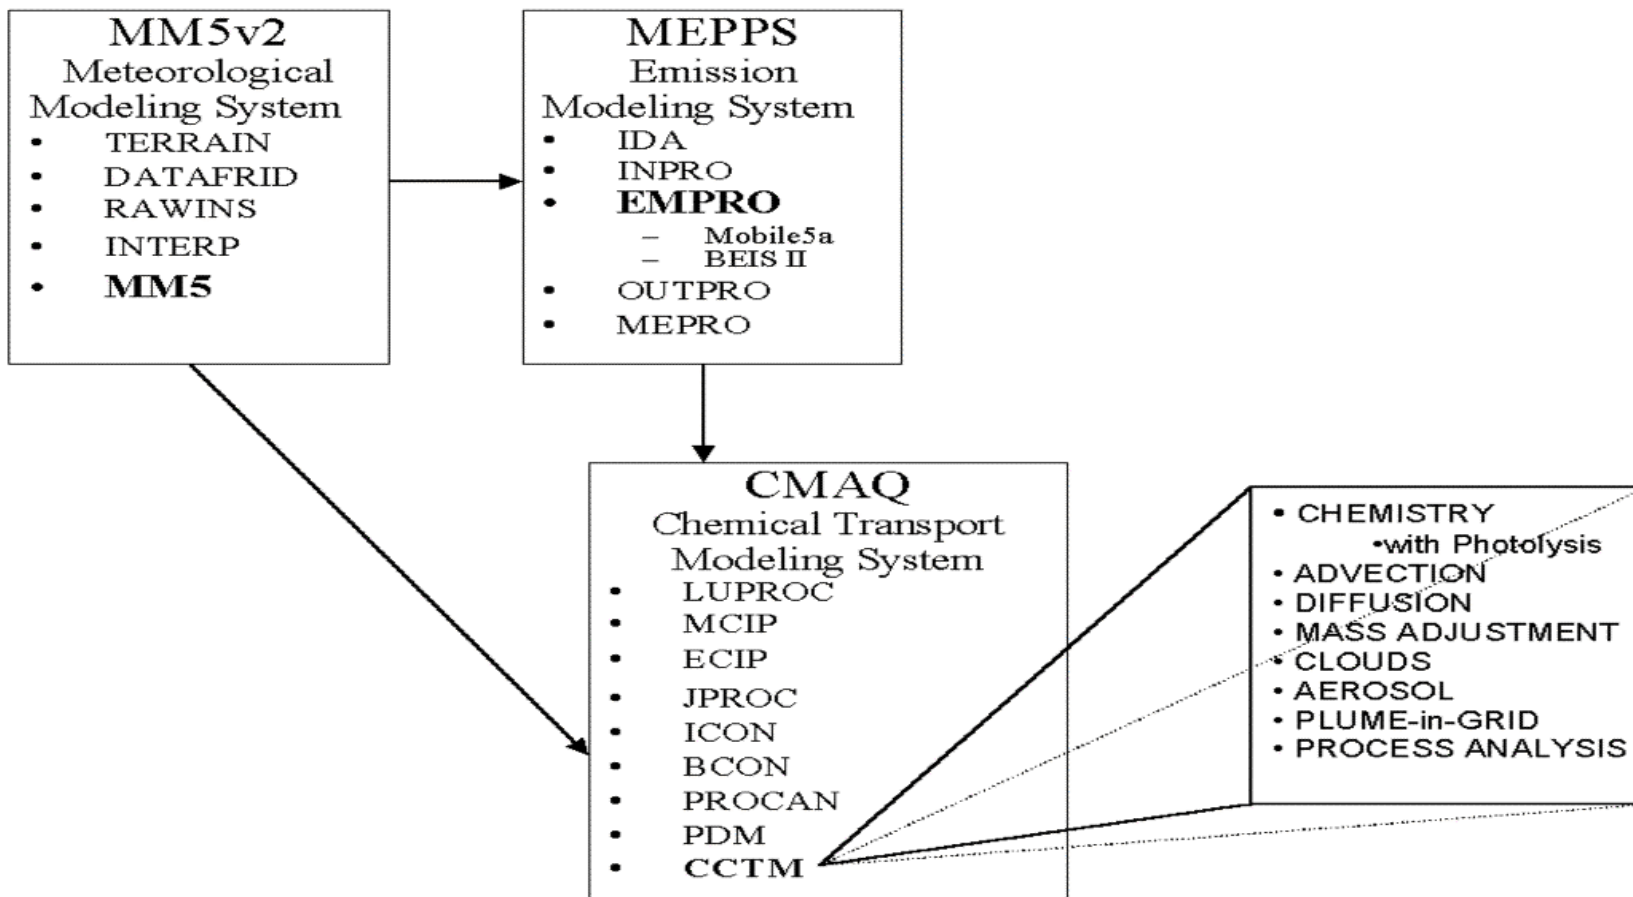 MM5v2
Meteorological
Modeling System
• TERRAIN
• DATAFRID
• RAWINS
• INTERP
• MM5
MEPPS
Emission
Modeling System
• IDA
• INPRO
• EMPRO
– Mobile5a
– BEIS II
• OUTPRO
• MEPRO
CMAQ
Chemical Transport
Modeling System
• LUPROC
• MCIP
• ECIP
• JPROC
• ICON
• BCON
• PROCAN
• PDM
• CCTM
• CHEMISTRY
•with Photolysis
• ADVECTION
• DIFFUSION
• MASS ADJUSTMENT
• CLOUDS
• AEROSOL
• PLUME-in-GRID
• PROCESS ANALYSIS